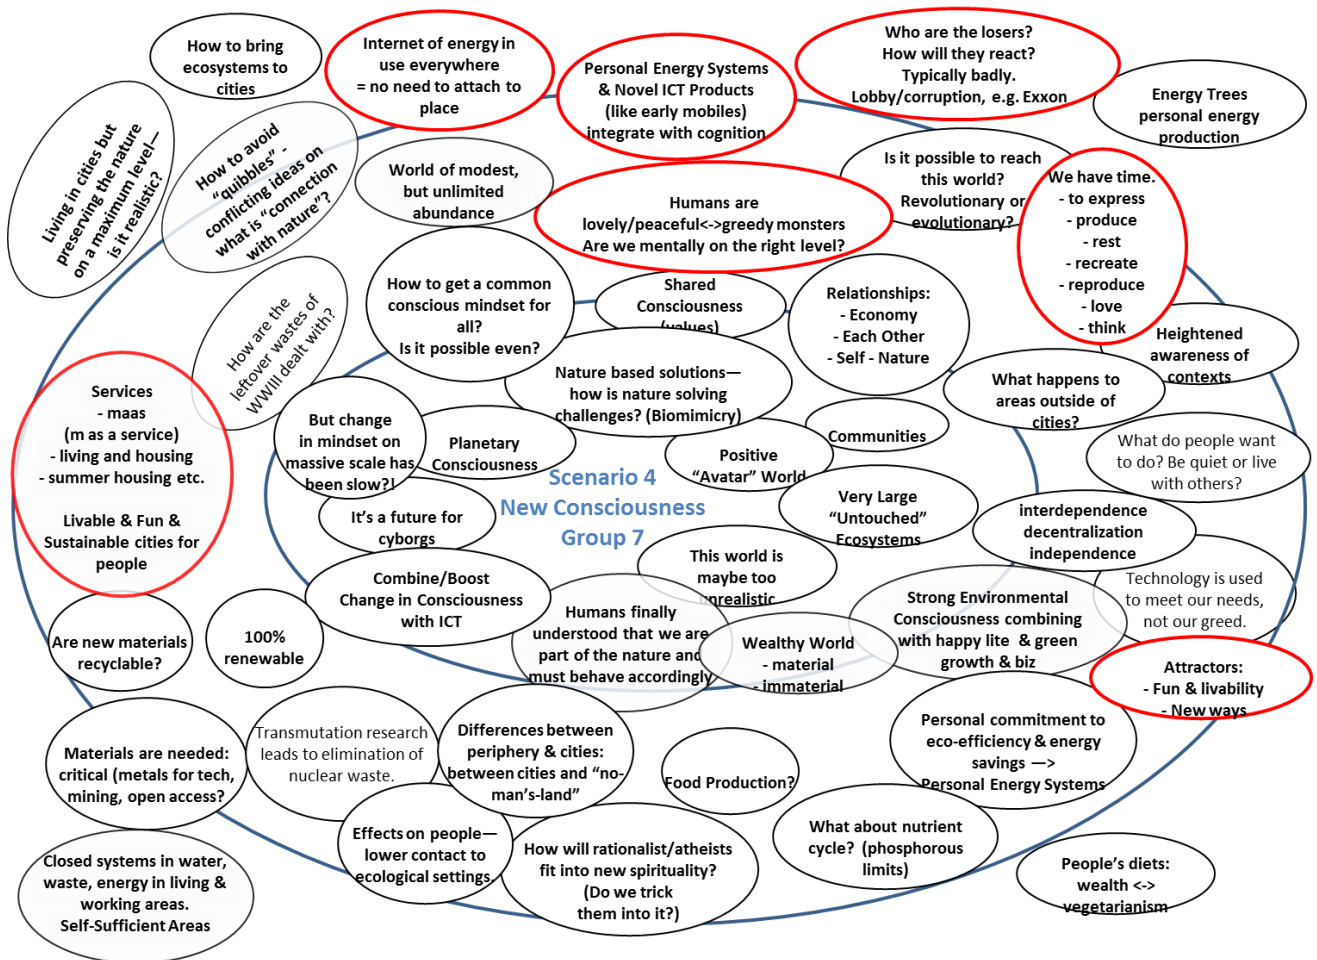 How to bring
ecosystems to
cities
Internet of energy in
use everywhere
= no need to attach to
place
Personal Energy Systems
& Novel ICT Products
(like early mobiles)
integrate with cognition
Who are the losers?
How will they react?
Typically badly.
Lobby/corruption, e.g. Exxon
Energy Trees
personal energy
production
Living in cities but
preserving the nature
on a maximum level—
is it realistic?
How to avoid
“quibbles” -
conflicting ideas on
what is “connection
with nature”?
World of modest,
but unlimited
abundance
Humans are
lovely/peaceful<->greedy monsters
Are we mentally on the right level?
Is it possible to reach
this world?
Revolutionary or
evolutionary?
We have time.
- to express
- produce
- rest
- recreate
- reproduce
- love
- think
How are the
leftover wastes of
WWIII dealt with?
How to get a common
conscious mindset for
all?
Is it possible even?
Shared
Consciousness
(values)
Relationships:
- Economy
- Each Other
- Self - Nature
Heightened
awareness of
contexts
Services
- maas
(m as a service)
- living and housing
- summer housing etc.
Livable & Fun &
Sustainable cities for
people
Nature based solutions—
how is nature solving
challenges? (Biomimicry)
What happens to
areas outside of
cities?
But change
in mindset on
massive scale has
been slow?!
Planetary
Consciousness
Communities
Positive
“Avatar” World
What do people want
to do? Be quiet or live
with others?
Scenario 4
New Consciousness
Group 7
Very Large
“Untouched”
Ecosystems
It’s a future for
cyborgs
interdependence
decentralization
independence
This world is
maybe too
unrealistic
Combine/Boost
Change in Consciousness
with ICT
Technology is used
to meet our needs,
not our greed.
Humans finally
understood that we are
part of the nature and
must behave accordingly
Strong Environmental
Consciousness combining
with happy lite & green
growth & biz
Are new materials
recyclable?
100%
renewable
Wealthy World
- material
- immaterial
Attractors:
- Fun & livability
- New ways
Materials are needed:
critical (metals for tech,
mining, open access?
Transmutation research
leads to elimination of
nuclear waste.
Differences between
periphery & cities:
between cities and “no-
man’s-land”
Food Production?
Personal commitment to
eco-efficiency & energy
savings —>
Personal Energy Systems
Effects on people—
lower contact to
ecological settings.
How will rationalist/atheists
fit into new spirituality?
(Do we trick
them into it?)
What about nutrient
cycle? (phosphorous
limits)
Closed systems in water,
waste, energy in living &
working areas.
Self-Sufficient Areas
People’s diets:
wealth <->
vegetarianism